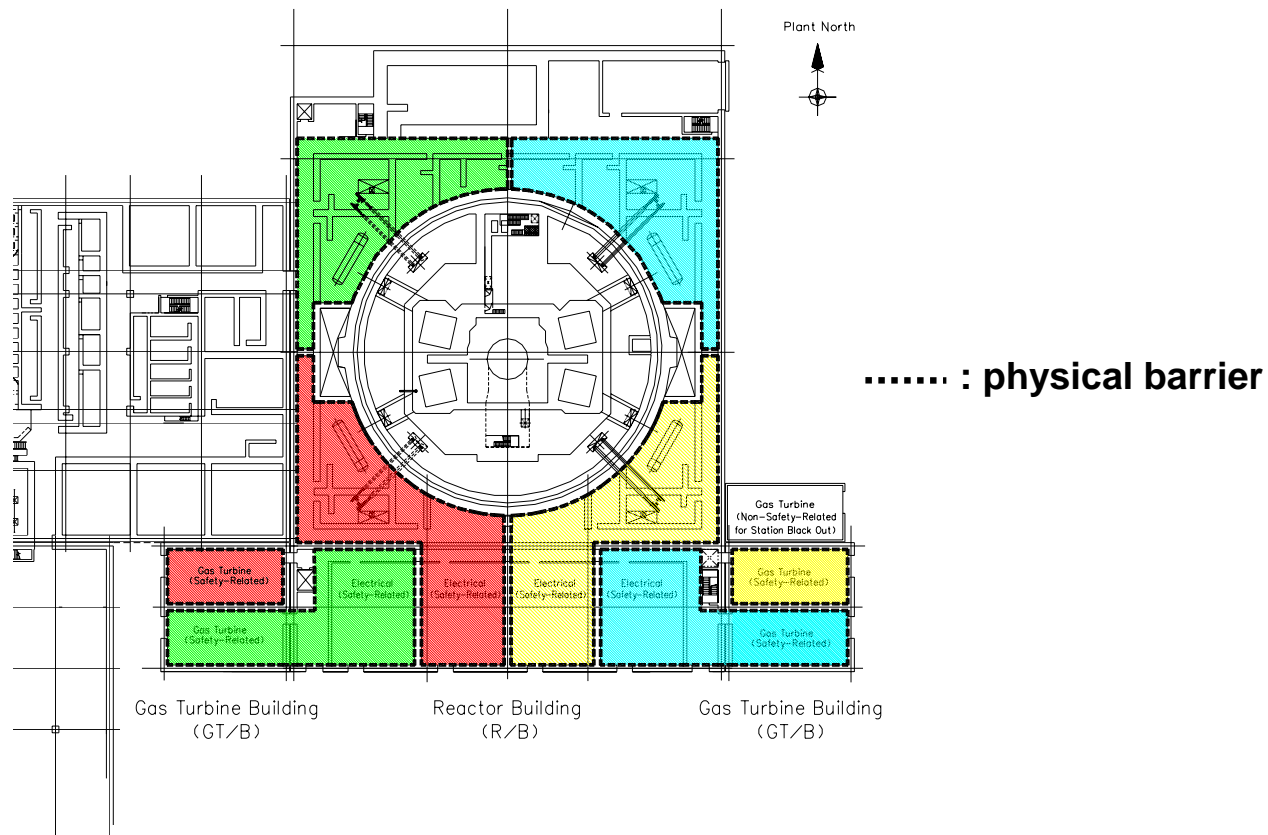 Plant North
: physical barrier
Gas Turbine
(Non-Safety-Related
for Station Black Out)
Gas Turbine
(Safety-Related)
Electrical
(Safety-Related)
Electrical
(Safety-Related)
Electrical
(Safety-Related)
Electrical
(Safety-Related)
Gas Turbine
(Safety-Related)
Gas Turbine
(Safety-Related)
Gas Turbine
(Safety-Related)
Gas Turbine Building
(GT/B)
Reactor Building
(R/B)
Gas Turbine Building
(GT/B)